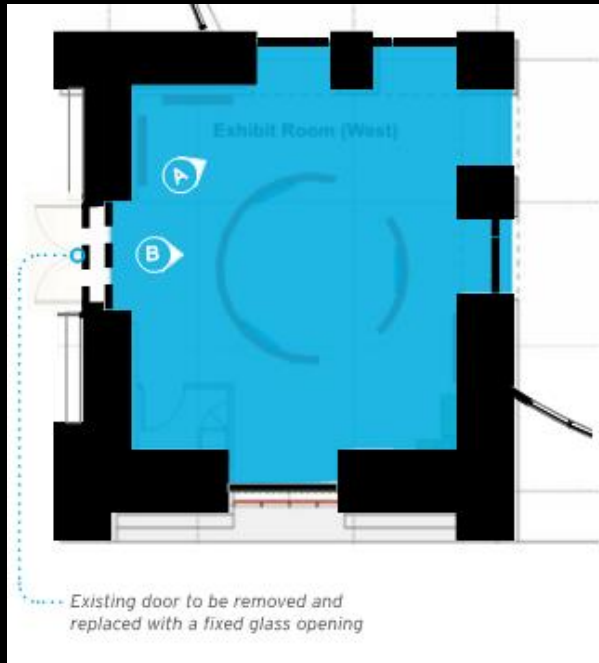 Exhibit Room (West)
A
B
Existing door to be removed and
replaced with a fixed glass opening